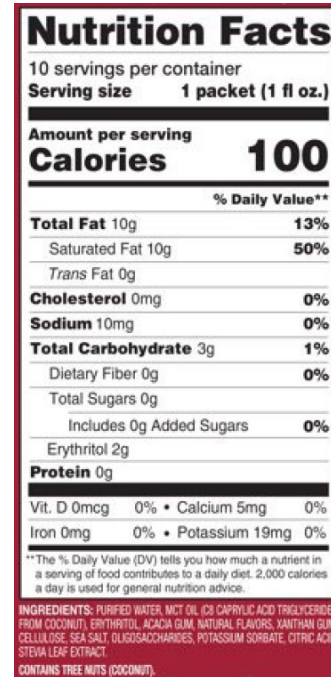 Nutrition Facts
10 servings per container
Serving size 1 packet (1 fl oz.)
Amount per serving
Calories 100
% Daily Value**
Total Fat 10g 13%
Saturated Fat 10g 50%
Trans Fat 0g
Cholesterol 0mg 0%
Sodium 10mg 0%
Total Carbohydrate 3g 1%
Dietary Fiber 0g 0%
Total Sugars 0g
Includes 0g Added Sugars 0%
Erythritol 2g
Protein 0g
Vit. D 0mcg 0% • Calcium 5mg 0%
Iron 0mg 0% • Potassium 19mg 0%
**The % Daily Value (DV) tells you how much a nutrient in
a serving of food contributes to a daily diet. 2,000 calories
a day is used for general nutrition advice.
INGREDIENTS: PURIFIED WATER, MCT OIL (C8 CAPRYLIC ACID TRIGLYCERIDE
FROM COCONUT), ERYTHRITOL, ACACIA GUM, NATURAL FLAVORS, XANTHAN GUM,
CELLULOSE, SEA SALT, OLIGOSACCHARIDES, POTASSIUM SORBATE, CITRIC ACID,
STEVIA LEAF EXTRACT.
CONTAINS TREE NUTS (COCONUT).